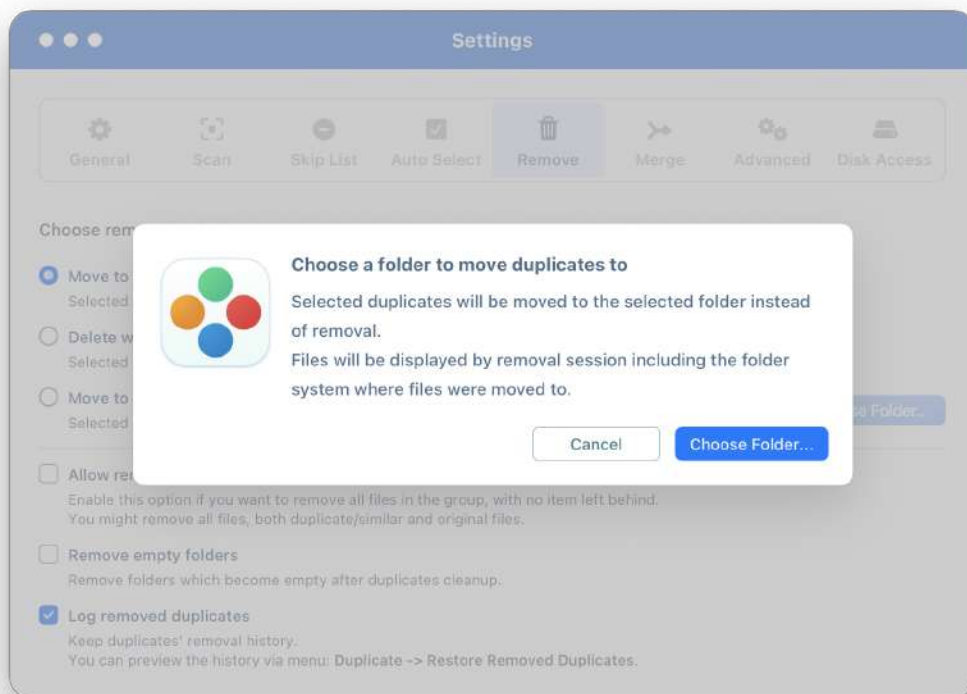 Settings
General
Scan
Skip List
Auto Select
Remove
Merge
Advanced
Disk Access
Choose
Move to
Selected
Delete
Selected
Move to
Selected
Folder...
Choose a folder to move duplicates to
Selected duplicates will be moved to the selected folder instead
of removal.
Files will be displayed by removal session including the folder
system where files were moved to.
Cancel
Choose Folder...
Allow
Enable this option if you want to remove all files in the group, with no item left behind.
You might remove all files, both duplicate/similar and original files.
Remove empty folders
Remove folders which become empty after duplicates cleanup.
Log removed duplicates
Keep duplicates' removal history.
You can preview the history via menu: Duplicate -> Restore Removed Duplicates.